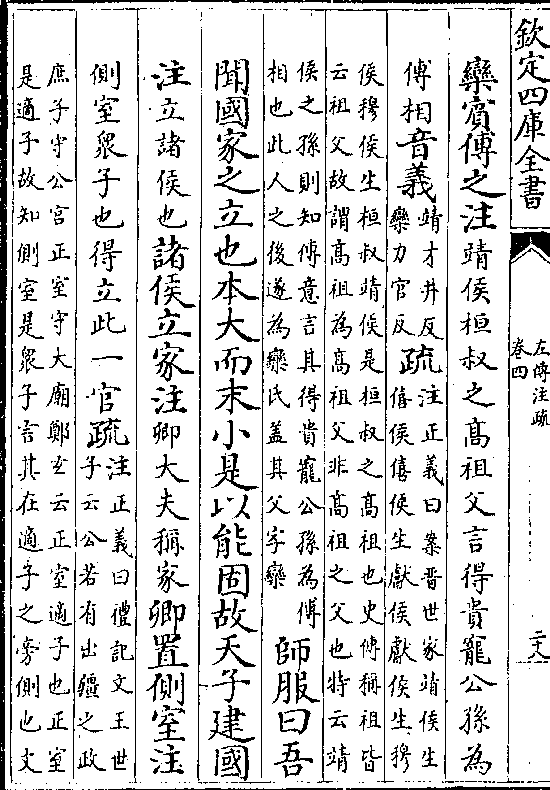 欽定四庫全書
左傳注疏
卷四
二六
欒賔傅之注靖侯桓叔之髙祖父言得貴寵公孫為
傅相音義靖才井反
欒力官反疏注正義曰案晋世家靖侯生
僖侯僖侯生獻侯獻侯生穆
侯穆侯生桓叔靖侯是桓叔之髙祖也史傳稱祖皆
云祖父故謂髙祖為髙祖父非髙祖之父也特云靖
侯之孫則知傅意言其得貴寵公孫為傅
相也此人之後遂為欒氏盖其父字欒師服曰吾
聞國家之立也本大而末小是以能固故天子建國
注立諸侯也諸侯立家注卿大夫稱家卿置側室注
側室衆子也得立此一官疏注正義曰禮記文王世
子云公若有出疆之政
庶子守公宫正室守大廟鄭𤣥云正室適子也正室
是適子故知側室是衆子言其在適子之旁側也文